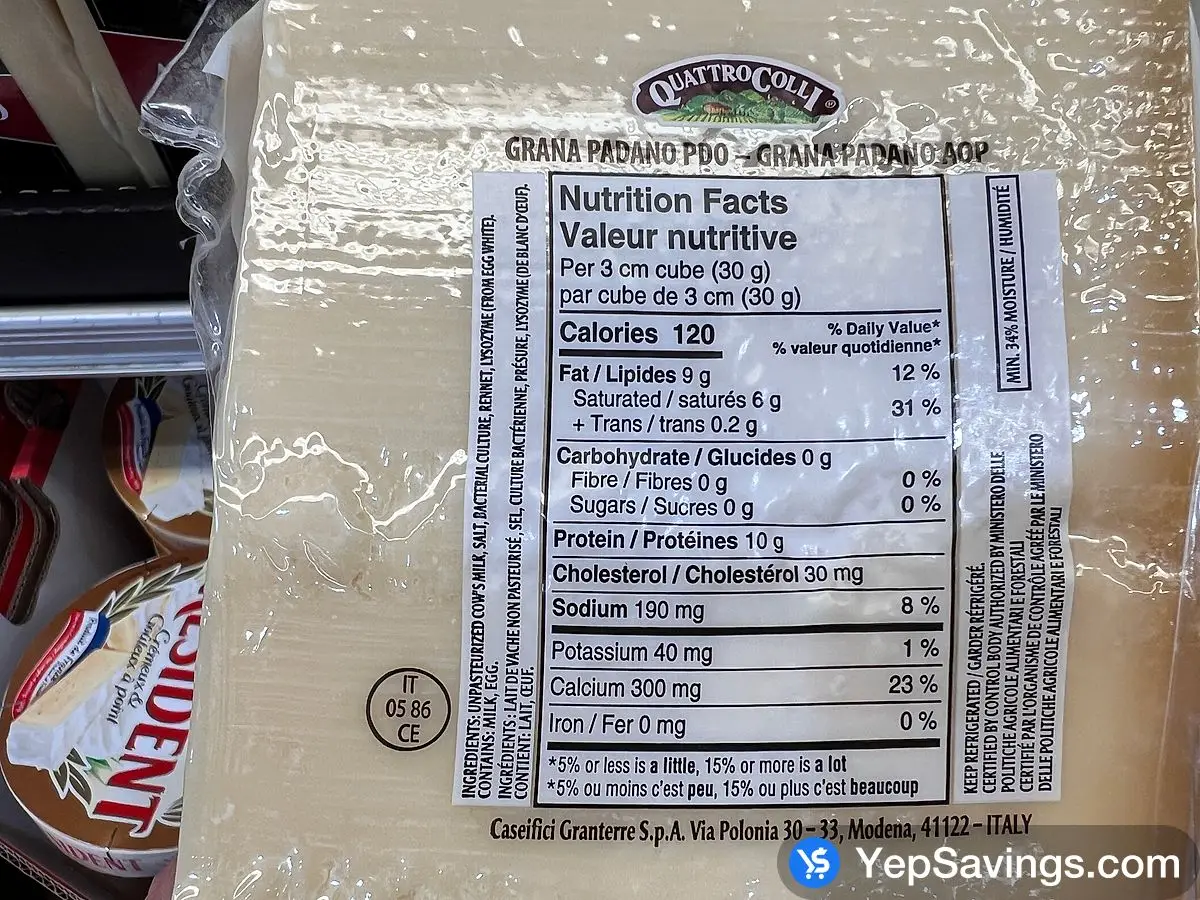 QUATTRO COLLI
GRANA PADANO PDO – GRANA PADANO AOP
Nutrition Facts
Valeur nutritive
Per 3 cm cube (30 g)
par cube de 3 cm (30 g)
Calories 120
% Daily Value*
% valeur quotidienne*
Fat / Lipides 9 g 12 %
Saturated / saturés 6 g
+ Trans / trans 0.2 g
31 %
Carbohydrate / Glucides 0 g
Fibre / Fibres 0 g 0 %
Sugars / Sucres 0 g 0 %
Protein / Protéines 10 g
Cholesterol / Cholestérol 30 mg
Sodium 190 mg 8 %
Potassium 40 mg 1 %
Calcium 300 mg 23 %
Iron / Fer 0 mg 0 %
*5% or less is a little, 15% or more is a lot
*5% ou moins c'est peu, 15% ou plus c'est beaucoup
INGREDIENTS: UNPASTEURIZED COW'S MILK, SALT, BACTERIAL CULTURE, RENNET, LYSOZYME (FROM EGG WHITE).
CONTAINS: MILK, EGG.
INGRÉDIENTS: LAIT DE VACHE NON PASTEURISÉ, SEL, CULTURE BACTÉRIENNE, PRÉSURE, LYSOZYME (DE BLANC D'ŒUF).
CONTIENT: LAIT, ŒUF.
MIN. 34% MOISTURE / HUMIDITÉ
KEEP REFRIGERATED / GARDER RÉFRIGÉRÉ.
CERTIFIED BY CONTROL BODY AUTHORIZED BY MINISTRO DELLE
POLITICHE AGRICOLE ALIMENTARI E FORESTALI
CERTIFIÉ PAR L'ORGANISME DE CONTRÔLE AGRÉÉ PAR LE MINISTERO
DELLE POLITICHE AGRICOLE ALIMENTARI E FORESTALI
IT
05 86
CE
Caseifici Granterre S.p.A. Via Polonia 30–33, Modena, 41122 – ITALY
Crémeux &
Goûteux à point
ÉSIDENT
IDENT
YepSavings.com